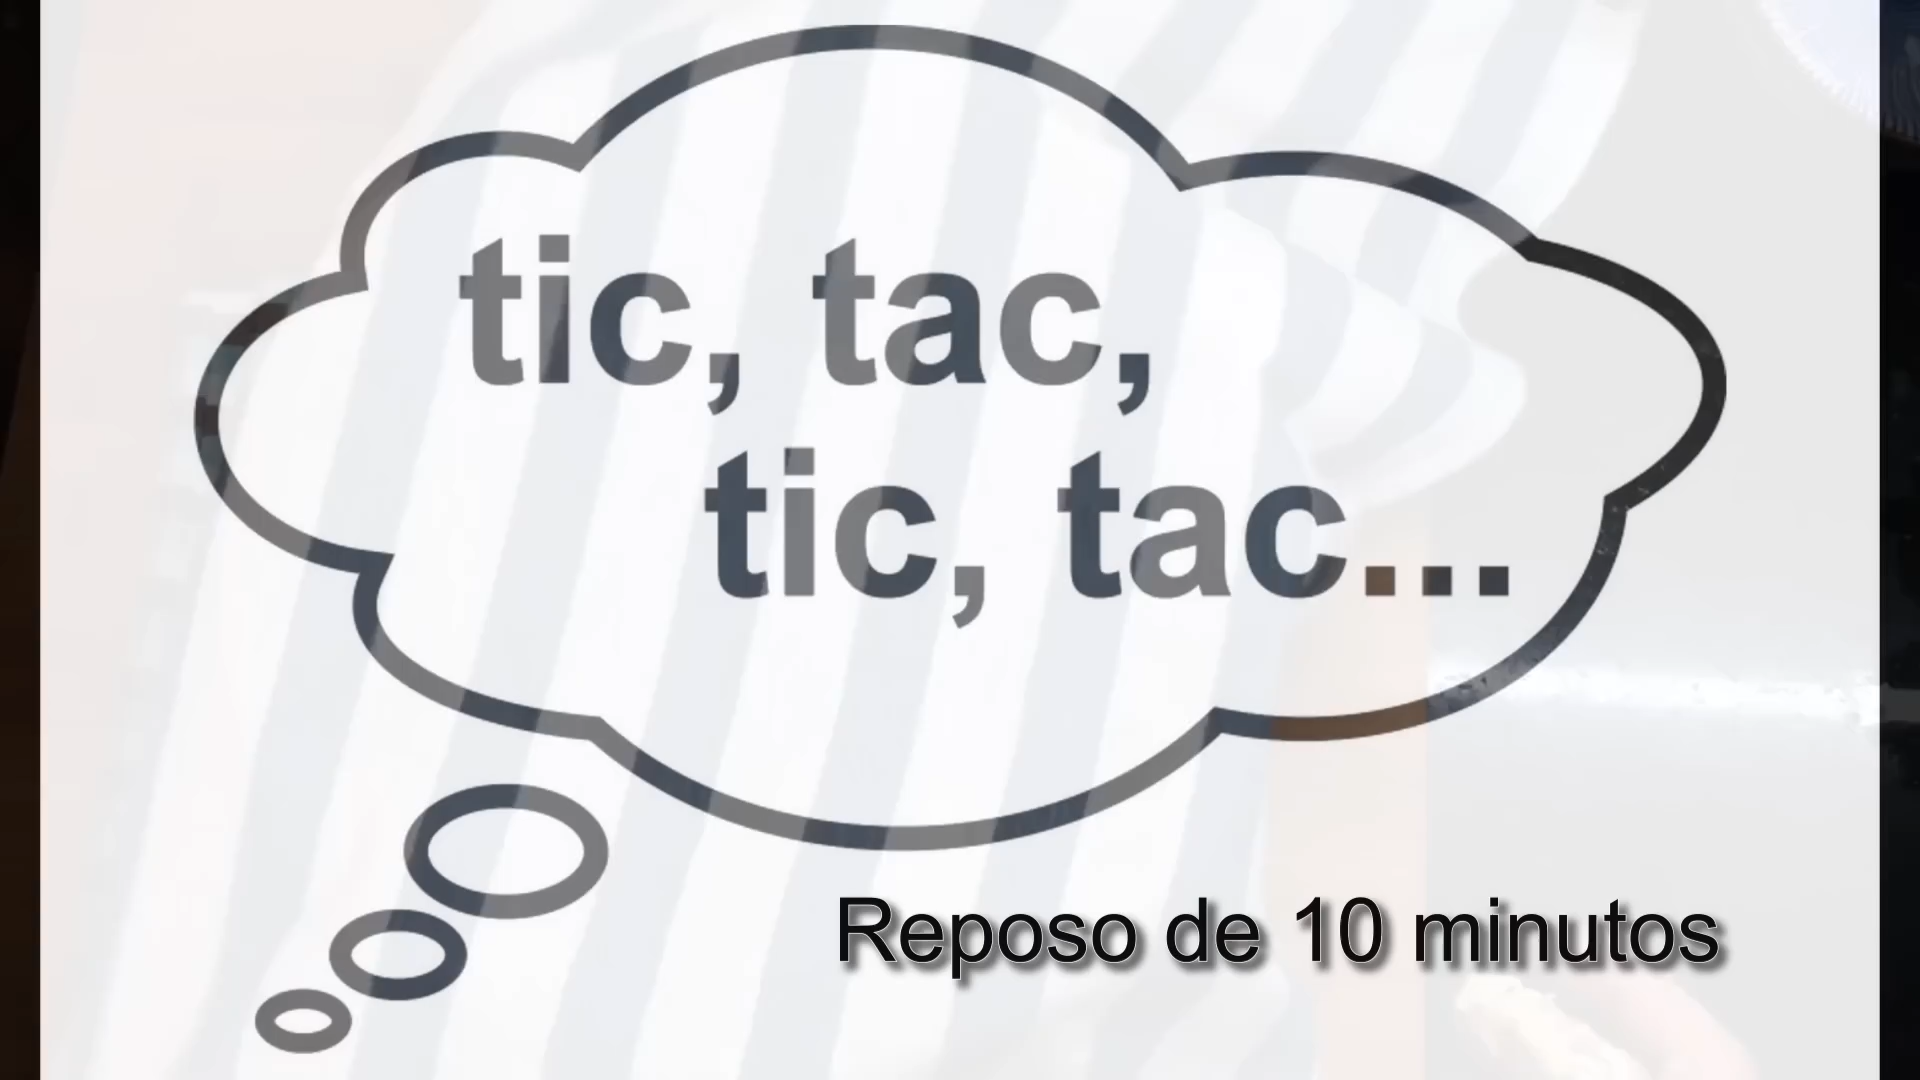 tic, tac,
tic, tac...
Reposo de 10 minutos